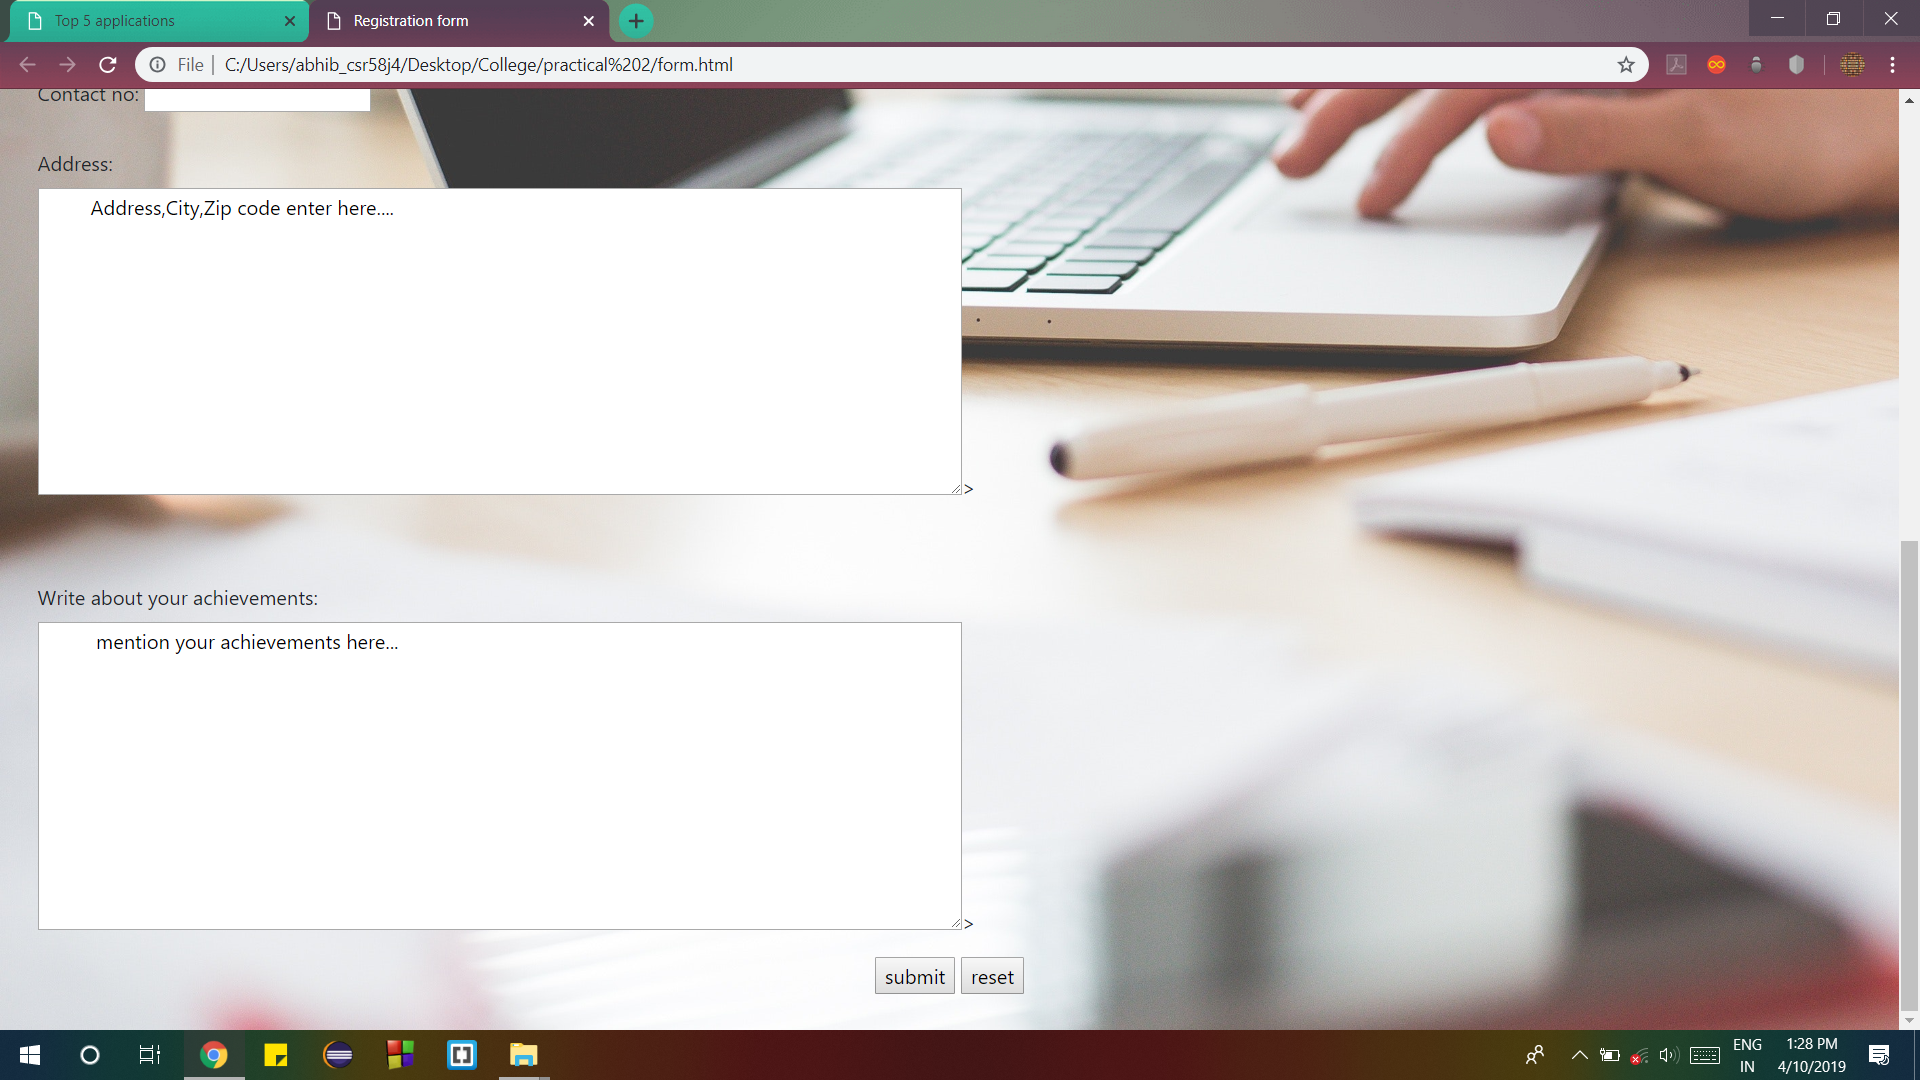 Top 5 applications
Registration form
File | C:/Users/abhib_csr58j4/Desktop/College/practical%202/form.html
Contact no:
Address:
Address,City,Zip code enter here....
>
Write about your achievements:
mention your achievements here...
>
submit reset
ENG
IN
1:28 PM
4/10/2019